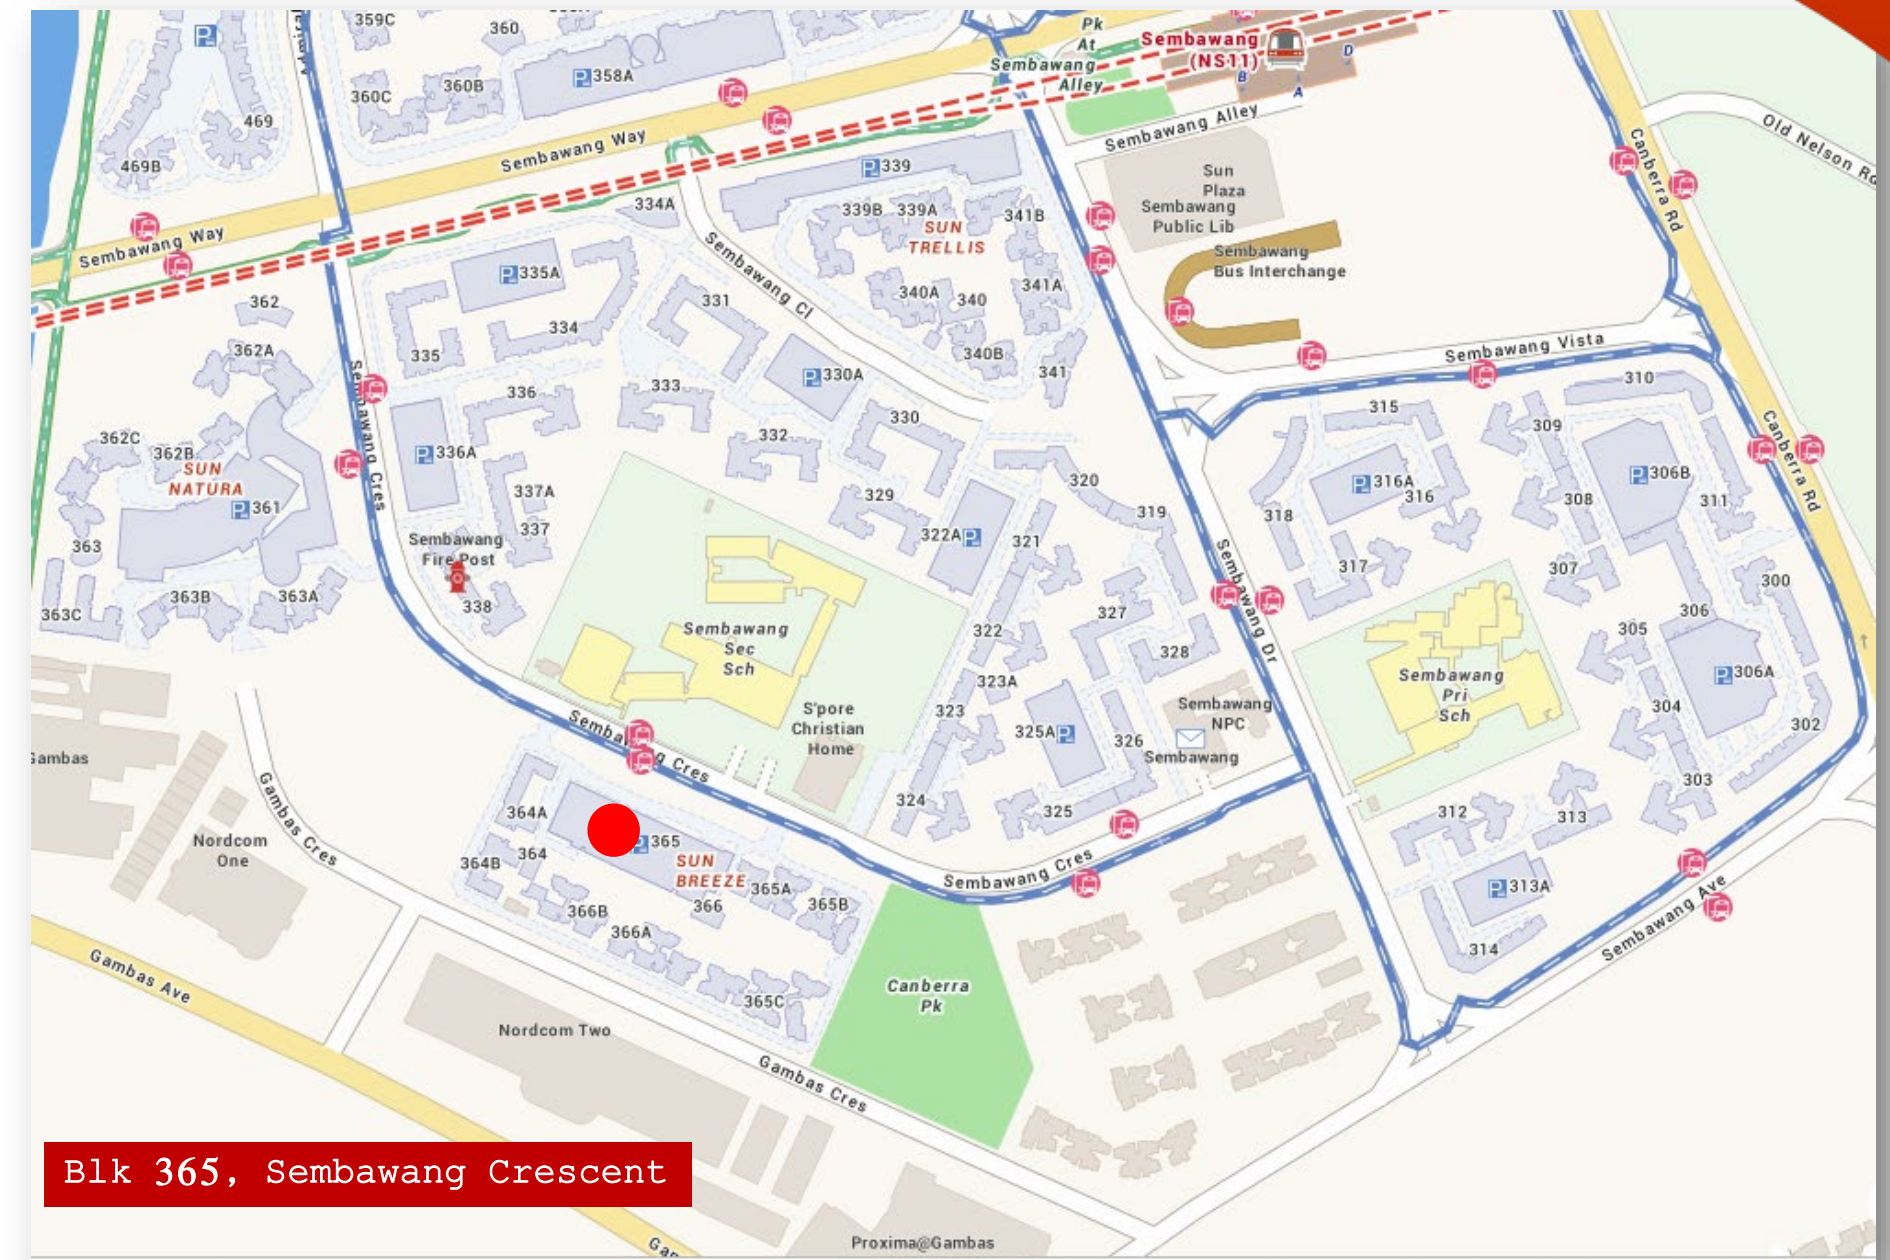 359C
360
358A
360C
360B
469
469B
Sembawang Way
Sembawang Way
Pk
At
Sembawang
Alley
Sembawang
(NS11)
D
B
A
Sembawang Alley
Sun
Plaza
Sembawang
Public Lib
Sembawang
Bus Interchange
Canberra Rd
Old Nelson Rd
339
334A
339B
339A
341B
SUN
TRELLIS
335A
Sembawang Cl
340A
340
341A
331
334
335
340B
341
362
362A
330A
Sembawang Vista
310
336
333
330
315
309
Sembawang Cres
362C
362B
SUN
NATURA
361
336A
332
320
316A
316
306B
Canberra Rd
337A
329
319
318
308
311
363
Sembawang
Fire Post
337
322A
321
317
307
300
363C
363B
363A
338
327
Sembawang Dr
306
Sembawang
Sec
Sch
322
328
305
Sembawang
Pri
Sch
306A
323A
S'pore
Christian
Home
323
Sembawang
NPC
304
302
Sembawang Cres
325A
326
Sembawang
Gambas Cres
303
364A
324
325
312
313
Nordcom
One
365
364B
364
SUN
BREEZE
365A
Sembawang Cres
313A
366B
366
365B
Sembawang Ave
366A
314
Gambas Ave
365C
Canberra
Pk
Nordcom Two
Gambas Cres
Blk 365, Sembawang Crescent
Proxima@Gambas